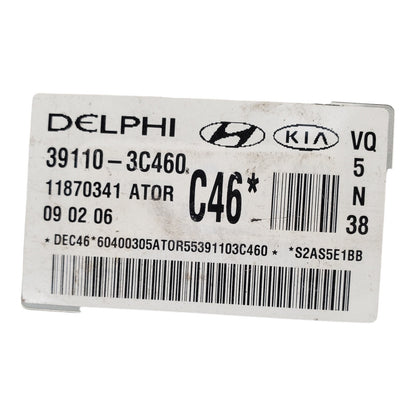 DELPHI KIA VQ
39110-3C460 5
11870341 ATOR C46* N
09 02 06 38
*DEC46*60400305ATOR55391103C460* *S2AS5E1BB